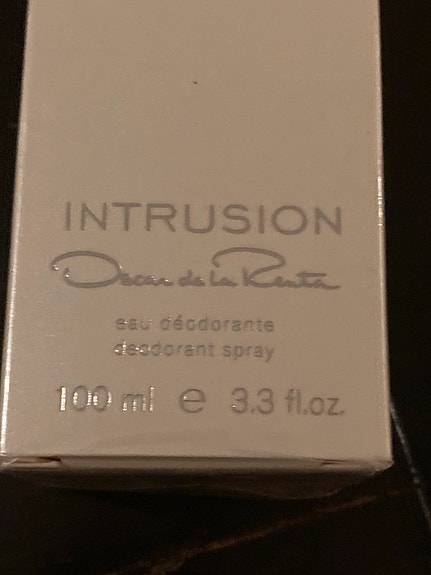 INTRUSION
Oscar de la Renta
eau déodorante
deodorant spray
100 ml e 3.3 fl.oz.